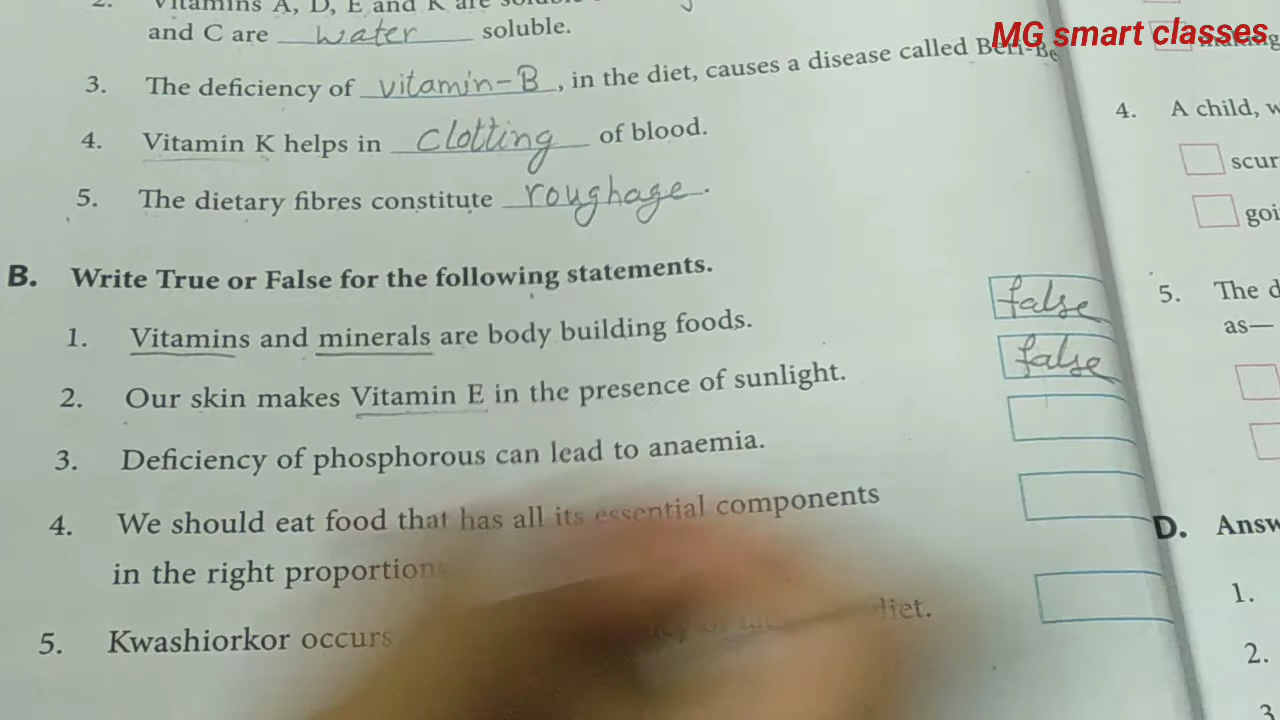 MG smart classes
2. Vitamins A, D, E and K are
and C are water soluble.
3. The deficiency of vitamin-B, in the diet, causes a disease called Beri-Be
4. Vitamin K helps in clotting of blood.
5. The dietary fibres constitute roughage.
B. Write True or False for the following statements.
1. Vitamins and minerals are body building foods. false
2. Our skin makes Vitamin E in the presence of sunlight. false
3. Deficiency of phosphorous can lead to anaemia.
4. We should eat food that has all its essential components
in the right proportion
5. Kwashiorkor occurs diet.
4. A child, w
scur
goi
5. The d
as—
D. Answ
1.
2.
3